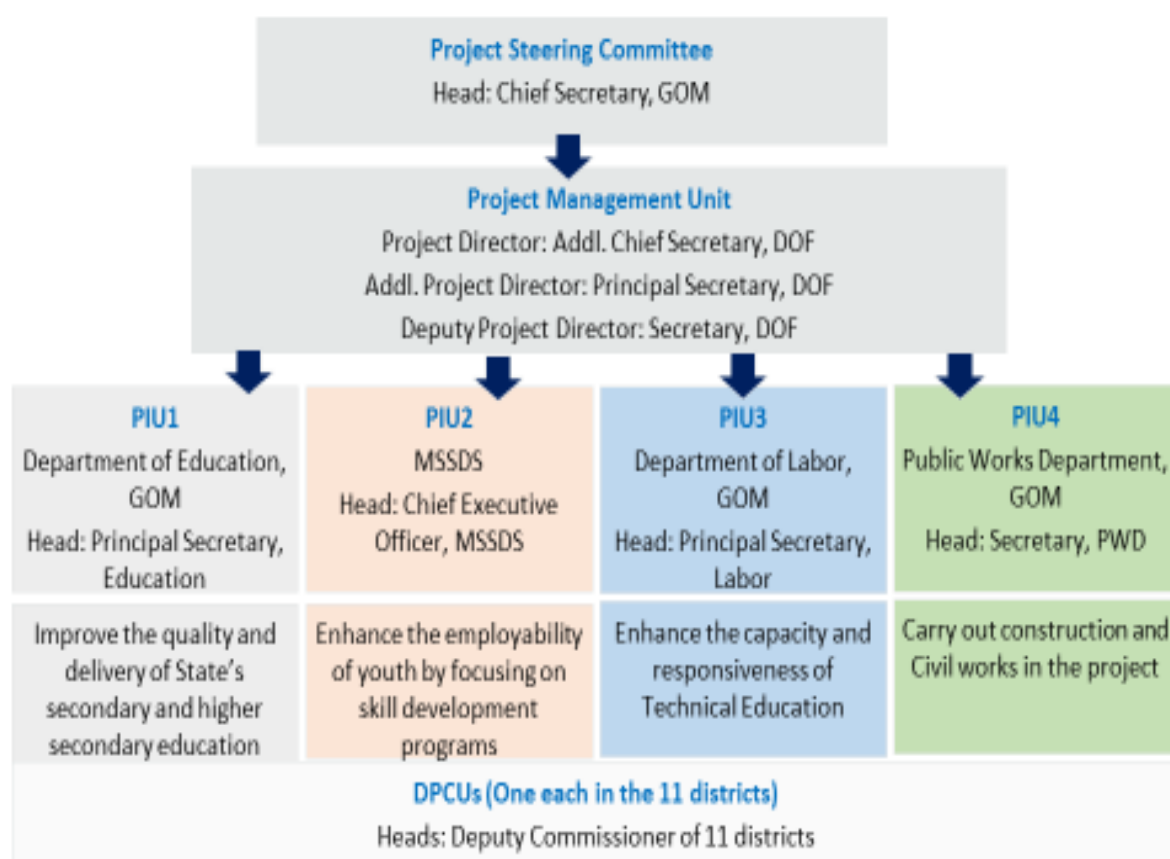 Project Steering Committee
Head: Chief Secretary, GOM
Project Management Unit
Project Director: Addl. Chief Secretary, DOF
Addl. Project Director: Principal Secretary, DOF
Deputy Project Director: Secretary, DOF
PIU1
Department of Education,
GOM
Head: Principal Secretary,
Education
Improve the quality and
delivery of State's
secondary and higher
secondary education
PIU2
MSSDS
Head: Chief Executive
Officer, MSSDS
Enhance the employability
of youth by focusing on
skill development
programs
PIU3
Department of Labor,
GOM
Head: Principal Secretary,
Labor
Enhance the capacity and
responsiveness of
Technical Education
PIU4
Public Works Department,
GOM
Head: Secretary, PWD
Carry out construction and
Civil works in the project
DPCUs (One each in the 11 districts)
Heads: Deputy Commissioner of 11 districts